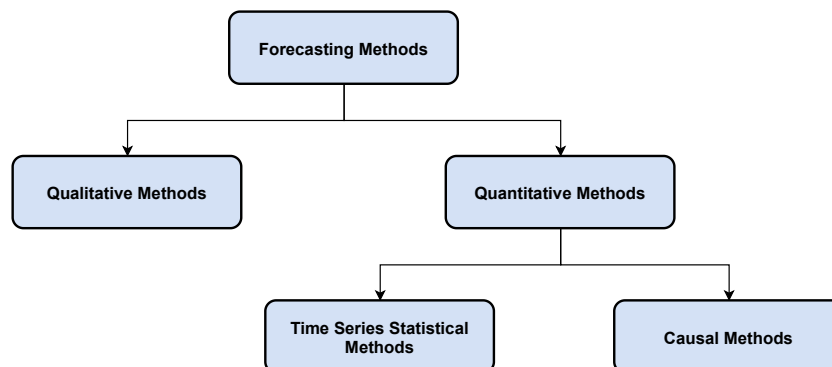 Forecasting Methods
Qualitative Methods
Quantitative Methods
Time Series Statistical
Methods
Causal Methods